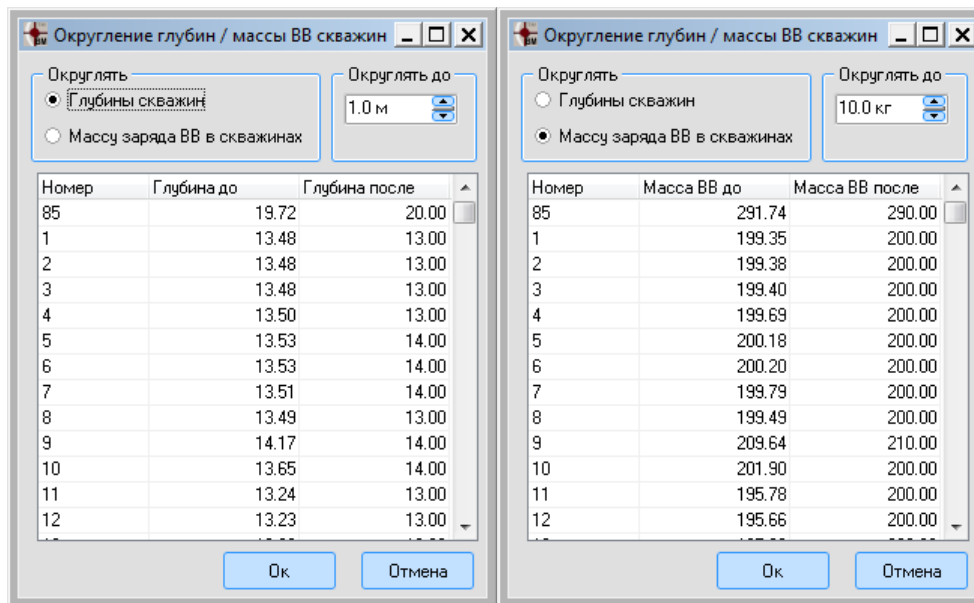 Округление глубин / массы ВВ скважин
Округлять
Глубины скважин
Массу заряда ВВ в скважинах
Округлять до
1.0 м
Номер Глубина до Глубина после
85 19.72 20.00
1 13.48 13.00
2 13.48 13.00
3 13.48 13.00
4 13.50 13.00
5 13.53 14.00
6 13.53 14.00
7 13.51 14.00
8 13.49 13.00
9 14.17 14.00
10 13.65 14.00
11 13.24 13.00
12 13.23 13.00
Ок Отмена
Округление глубин / массы ВВ скважин
Округлять
Глубины скважин
Массу заряда ВВ в скважинах
Округлять до
10.0 кг
Номер Масса ВВ до Масса ВВ после
85 291.74 290.00
1 199.35 200.00
2 199.38 200.00
3 199.40 200.00
4 199.69 200.00
5 200.18 200.00
6 200.20 200.00
7 199.79 200.00
8 199.49 200.00
9 209.64 210.00
10 201.90 200.00
11 195.78 200.00
12 195.66 200.00
Ок Отмена